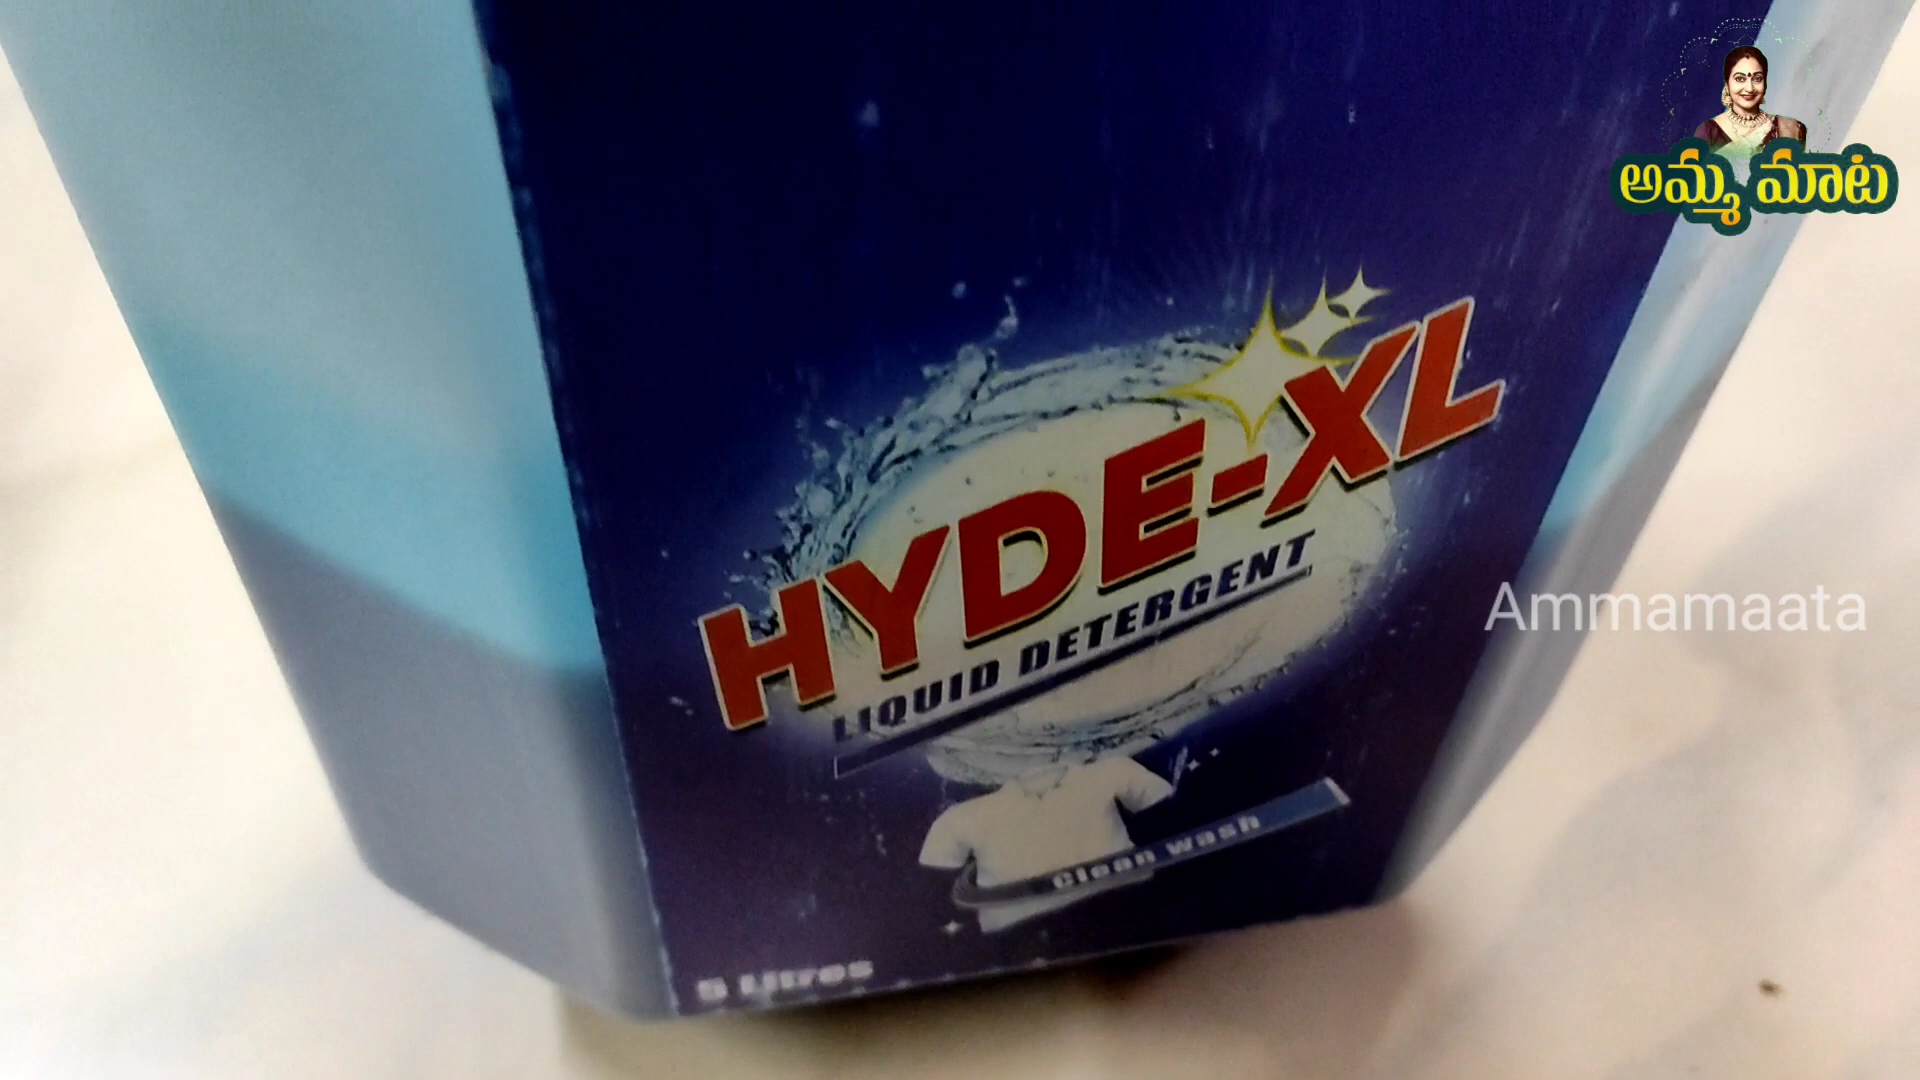 అమ్మ మాట
HYDE-XL
LIQUID DETERGENT
Ammamaata
Clean Wash
5 Litres